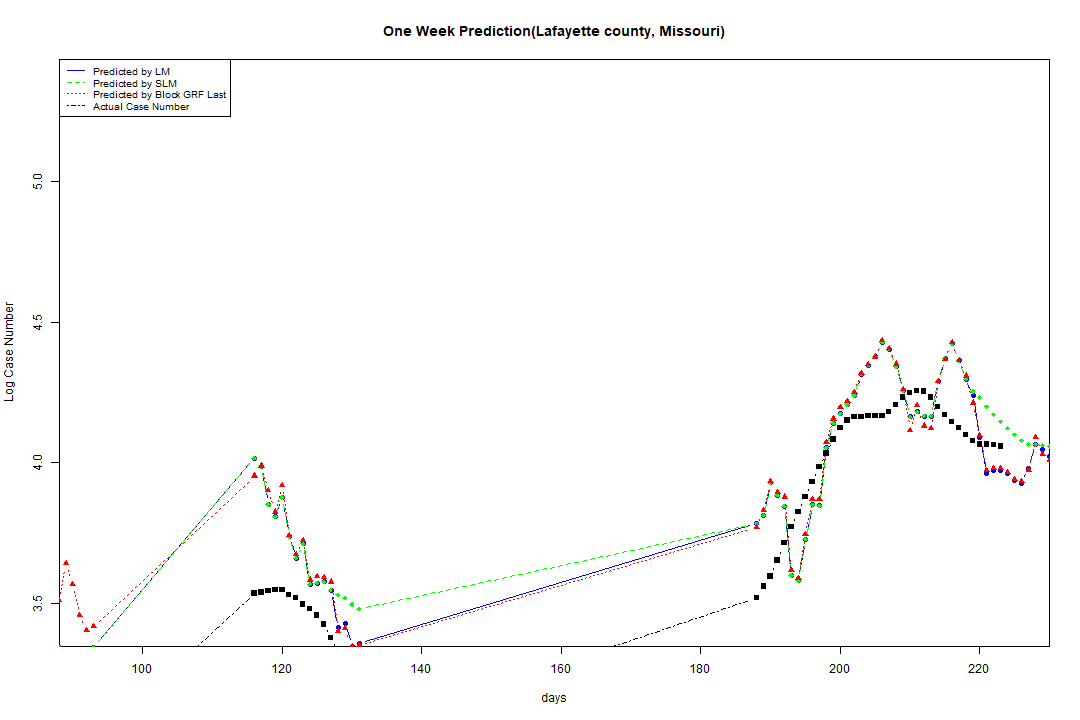 One Week Prediction(Lafayette county, Missouri)
Predicted by LM
Predicted by SLM
Predicted by Block GRF Last
Actual Case Number
Log Case Number
5.0
4.5
4.0
3.5
100 120 140 160 180 200 220
days